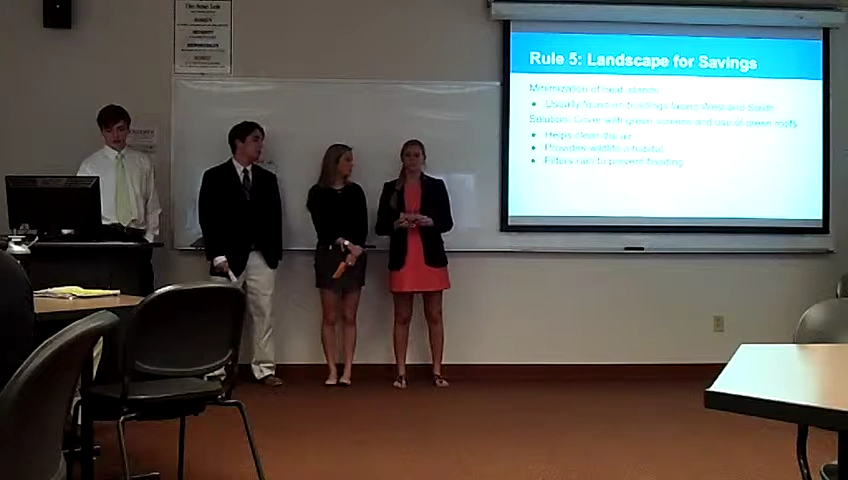 Rule 5: Landscape for Savings
Minimization of heat islands
Usually found on buildings facing West and South
Solution: Cover with green screens and use of green roofs
Helps clean the air
Provides wildlife a habitat
Filters rain to prevent flooding